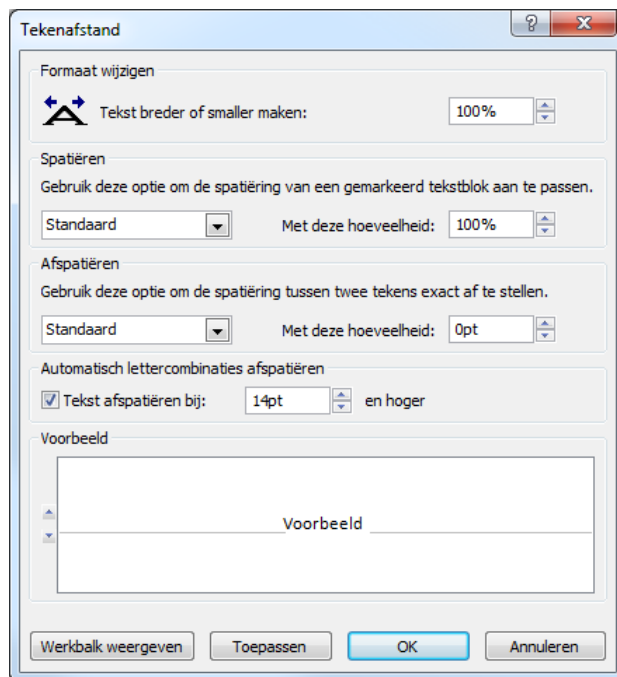 Tekenafstand
Formaat wijzigen
Tekst breder of smaller maken: 100%
Spatiëren
Gebruik deze optie om de spatiëring van een gemarkeerd tekstblok aan te passen.
Standaard Met deze hoeveelheid: 100%
Afspatiëren
Gebruik deze optie om de spatiëring tussen twee tekens exact af te stellen.
Standaard Met deze hoeveelheid: 0pt
Automatisch lettercombinaties afspatiëren
Tekst afspatiëren bij: 14pt en hoger
Voorbeeld
Voorbeeld
Werkbalk weergeven Toepassen OK Annuleren